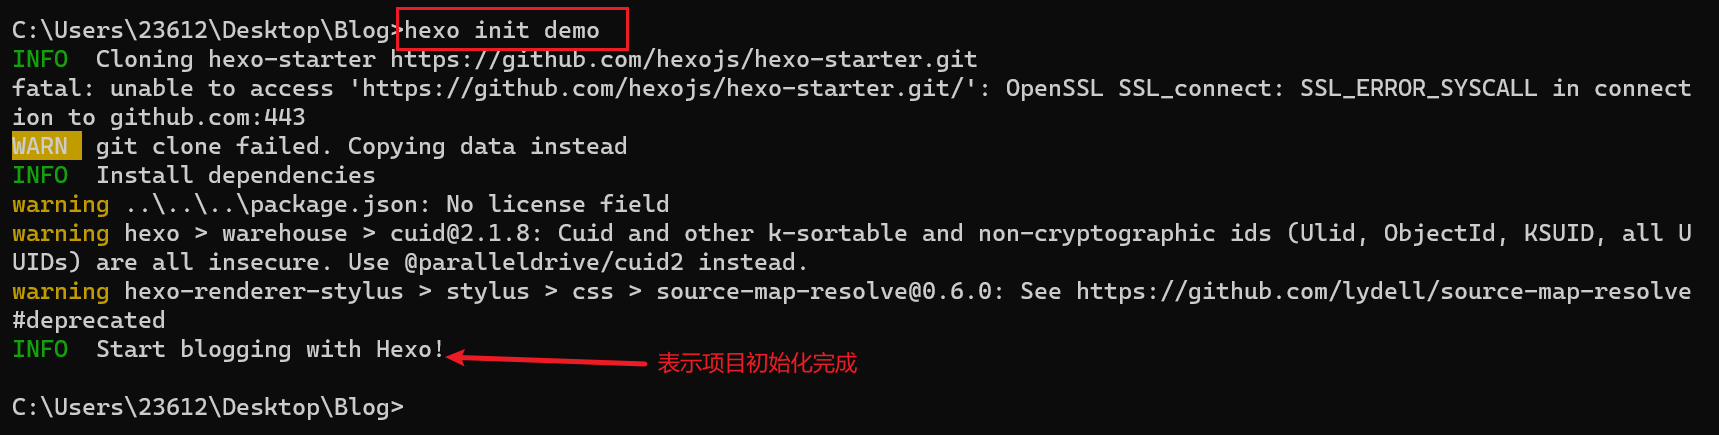 C:\Users\23612\Desktop\Blog>hexo init demo
INFO  Cloning hexo-starter https://github.com/hexojs/hexo-starter.git
fatal: unable to access 'https://github.com/hexojs/hexo-starter.git/': OpenSSL SSL_connect: SSL_ERROR_SYSCALL in connect
ion to github.com:443
WARN  git clone failed. Copying data instead
INFO  Install dependencies
warning ..\..\..\package.json: No license field
warning hexo > warehouse > cuid@2.1.8: Cuid and other k-sortable and non-cryptographic ids (Ulid, ObjectId, KSUID, all U
UIDs) are all insecure. Use @paralleldrive/cuid2 instead.
warning hexo-renderer-stylus > stylus > css > source-map-resolve@0.6.0: See https://github.com/lydell/source-map-resolve
#deprecated
INFO  Start blogging with Hexo!
表示项目初始化完成
C:\Users\23612\Desktop\Blog>